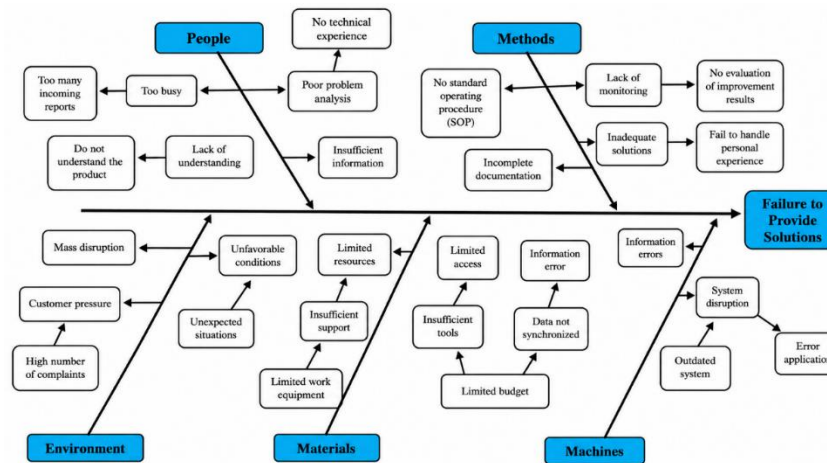 People
No technical
experience
Methods
Too many
incoming
reports
Too busy
Poor problem
analysis
No standard
operating
procedure
(SOP)
Lack of
monitoring
No evaluation
of improvement
results
Do not
understand the
product
Lack of
understanding
Insufficient
information
Inadequate
solutions
Fail to handle
personal
experience
Incomplete
documentation
Failure to
Provide
Solutions
Mass disruption
Unfavorable
conditions
Limited
resources
Limited
access
Information
error
Information
errors
Customer pressure
Unexpected
situations
Insufficient
support
Insufficient
tools
Data not
synchronized
System
disruption
High number
of complaints
Limited work
equipment
Limited budget
Outdated
system
Error
application
Environment
Materials
Machines